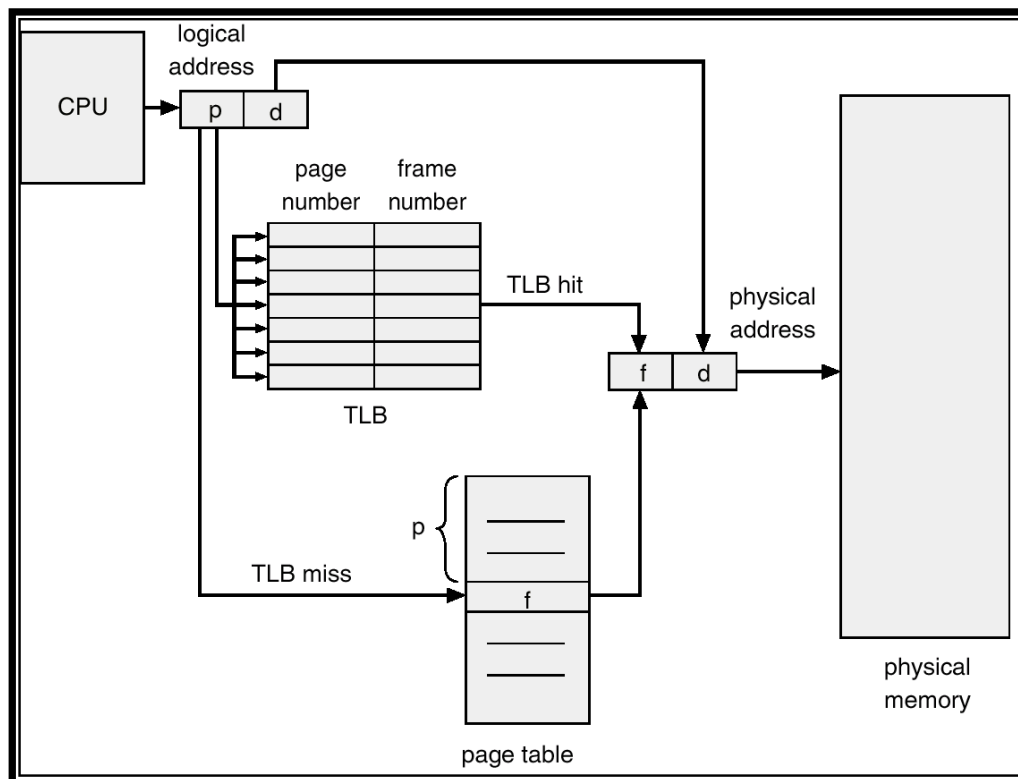 logical
address
CPU
p
d
page
number
frame
number
TLB hit
physical
address
f
d
TLB
p
TLB miss
f
physical
memory
page table